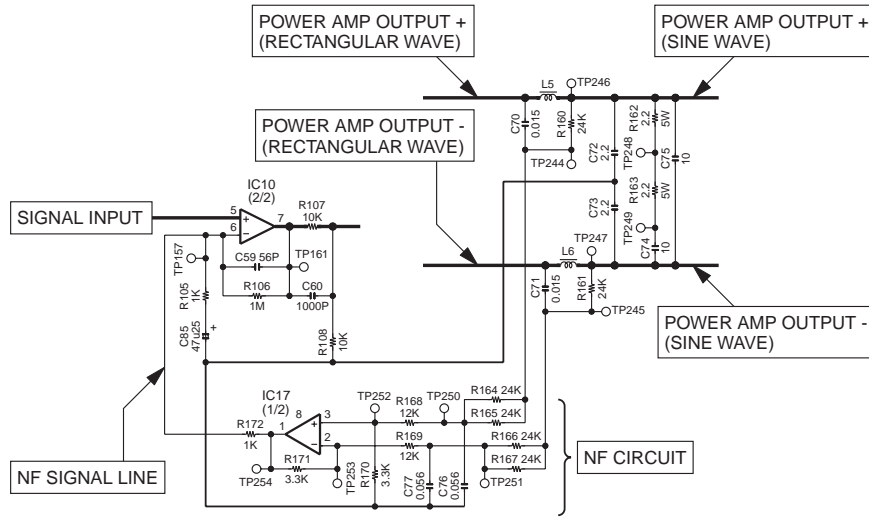 POWER AMP OUTPUT +
(RECTANGULAR WAVE)
POWER AMP OUTPUT +
(SINE WAVE)
L5
TP246
C70
0.015
R160
24K
TP244
C72
2.2
R162
2.2
5W
TP248
C75
10
R163
2.2
5W
C73
2.2
TP249
C74
10
POWER AMP OUTPUT -
(RECTANGULAR WAVE)
SIGNAL INPUT
IC10
(2/2)
5
6
7
+
−
R107
10K
TP157
C59 56P
TP161
R106
1M
C60
1000P
R105
1K
C85
47u25
+
R108
10K
L6
TP247
C71
0.015
R161
24K
TP245
POWER AMP OUTPUT -
(SINE WAVE)
IC17
(1/2)
8
1
3
2
+
−
R172
1K
TP254
R171
3.3K
TP253
TP252
R168
12K
TP250
R164 24K
R165 24K
R169
12K
R166 24K
R167 24K
TP251
R170
3.3K
C77
0.056
C76
0.056
NF SIGNAL LINE
NF CIRCUIT